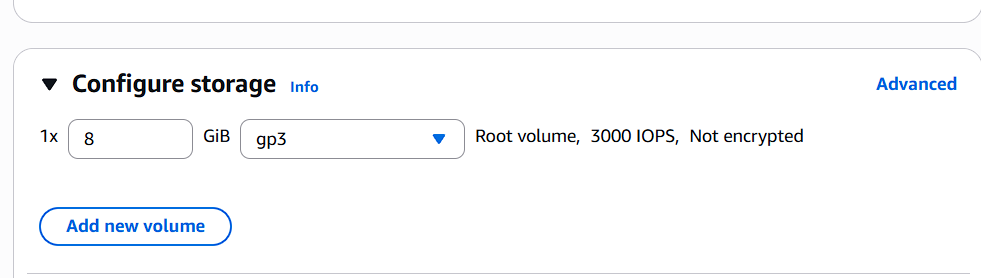 Configure storage Info Advanced
1x 8 GiB gp3 Root volume, 3000 IOPS, Not encrypted
Add new volume